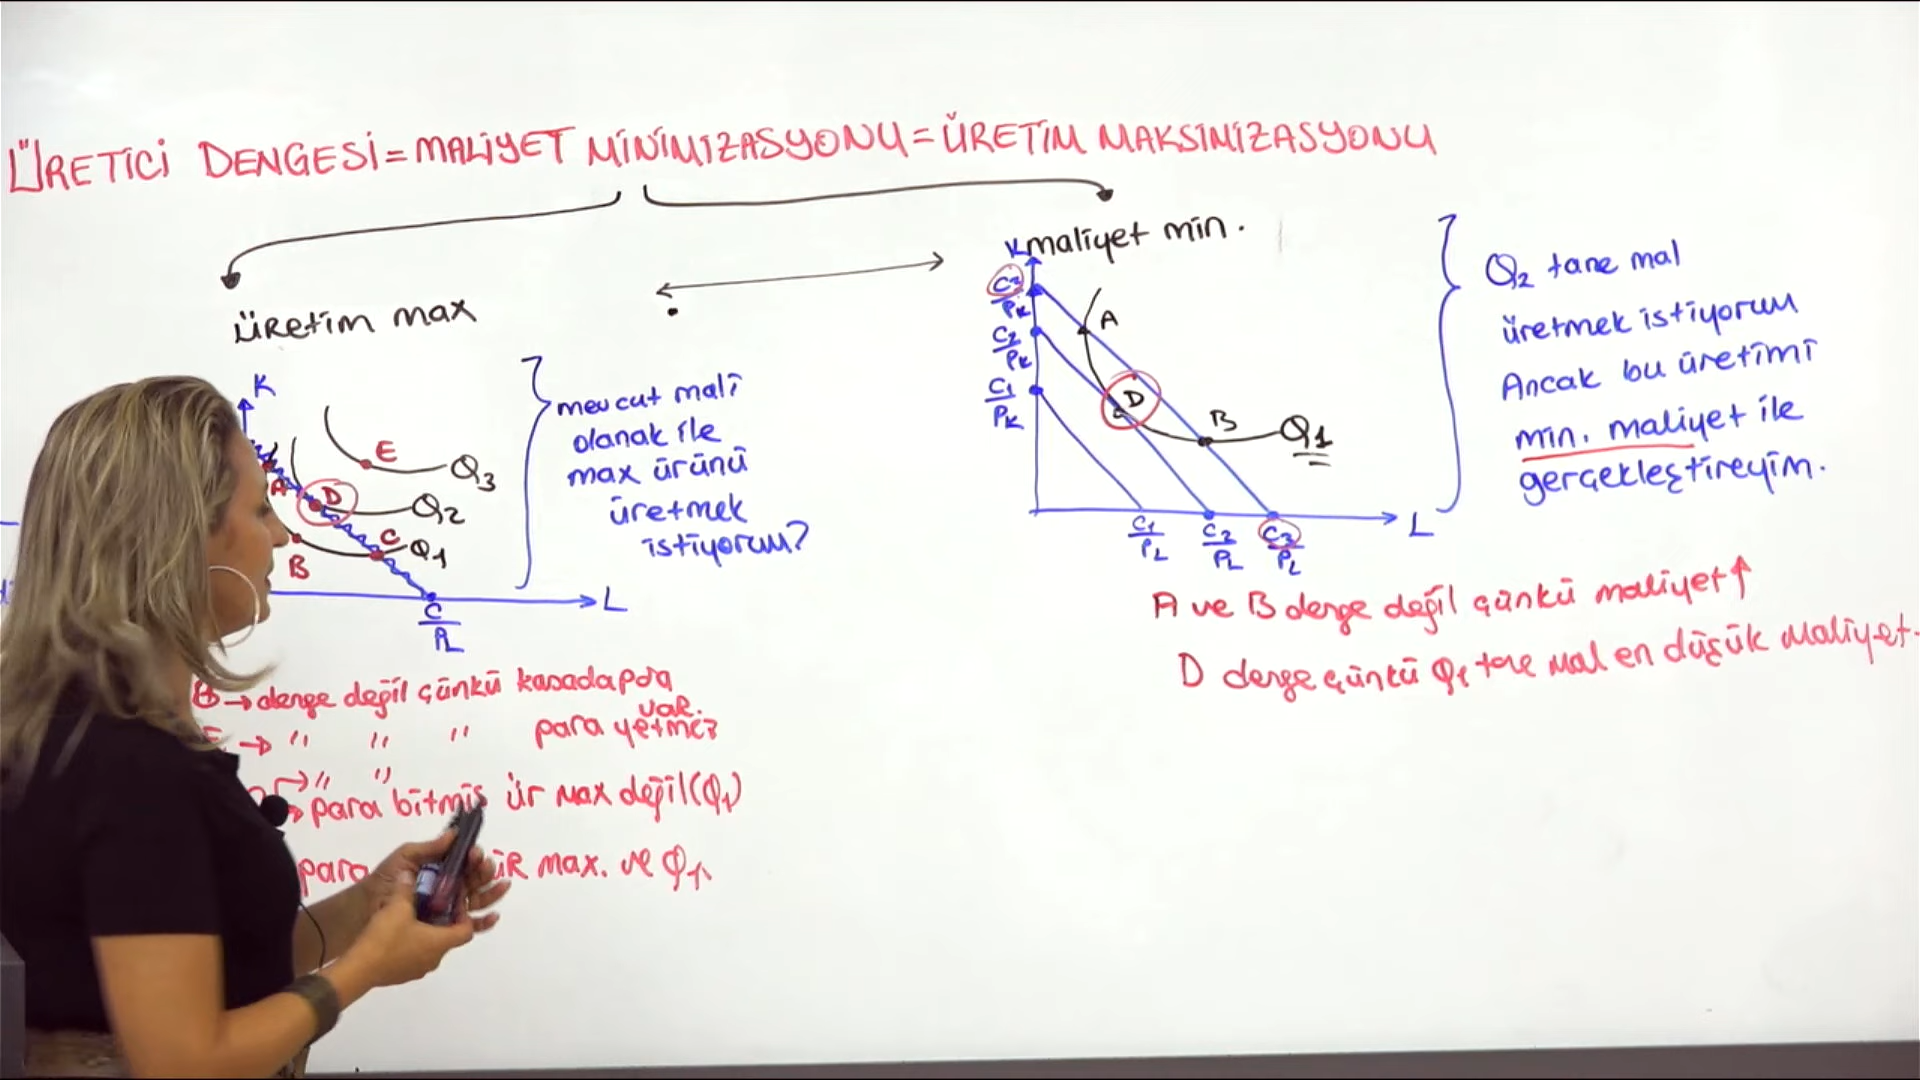 ÜRETİCİ DENGESİ = MALİYET MİNİMİZASYONU = ÜRETİM MAKSİMİZASYONU
üretim max
K
A
D
E
B
C
Q3
Q2
Q1
L
C/PL
mevcut mali
olanak ile
max ürünü
üretmek
istiyorum?
B → denge değil çünkü kasada para
var.
→ " " " para yetmez
→ " "
→ para bitmiş ür max değil (Q1)
para ÜR max. ve Q1
maliyet min.
K
C3/PK
C2/PK
C1/PK
A
D
B
Q1
L
C1/PL
C2/PL
C3/PL
Q2 tane mal
üretmek istiyorum
Ancak bu üretimi
min. maliyet ile
gerçekleştireyim.
A ve B denge değil çünkü maliyet↑
D denge çünkü Q1 tane mal en düşük maliyet.